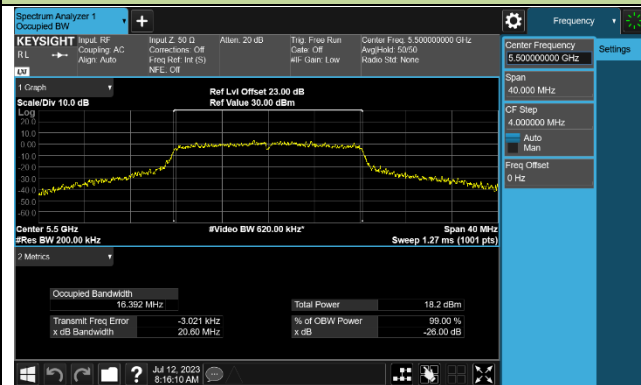 Spectrum Analyzer 1
Occupied BW
Frequency
KEYSIGHT
RL
LXI
Input: RF
Coupling: AC
Align: Auto
Input Z: 50 Ω
Corrections: Off
Freq Ref: Int (S)
NFE: Off
Atten: 20 dB
Trig: Free Run
Gate: Off
#IF Gain: Low
Center Freq: 5.500000000 GHz
Avg|Hold: 50/50
Radio Std: None
Center Frequency
5.500000000 GHz
Settings
Span
40.000 MHz
CF Step
4.000000 MHz
Auto
Man
Freq Offset
0 Hz
1 Graph
Scale/Div 10.0 dB
Ref Lvl Offset 23.00 dB
Ref Value 30.00 dBm
Log
20.0
10.0
0.00
-10.0
-20.0
-30.0
-40.0
-50.0
-60.0
Center 5.5 GHz
#Res BW 200.00 kHz
#Video BW 620.00 kHz*
Span 40 MHz
Sweep 1.27 ms (1001 pts)
2 Metrics
Occupied Bandwidth
16.392 MHz
Total Power 18.2 dBm
Transmit Freq Error -3.021 kHz
% of OBW Power 99.00 %
x dB Bandwidth 20.60 MHz
x dB -26.00 dB
?
Jul 12, 2023
8:16:10 AM